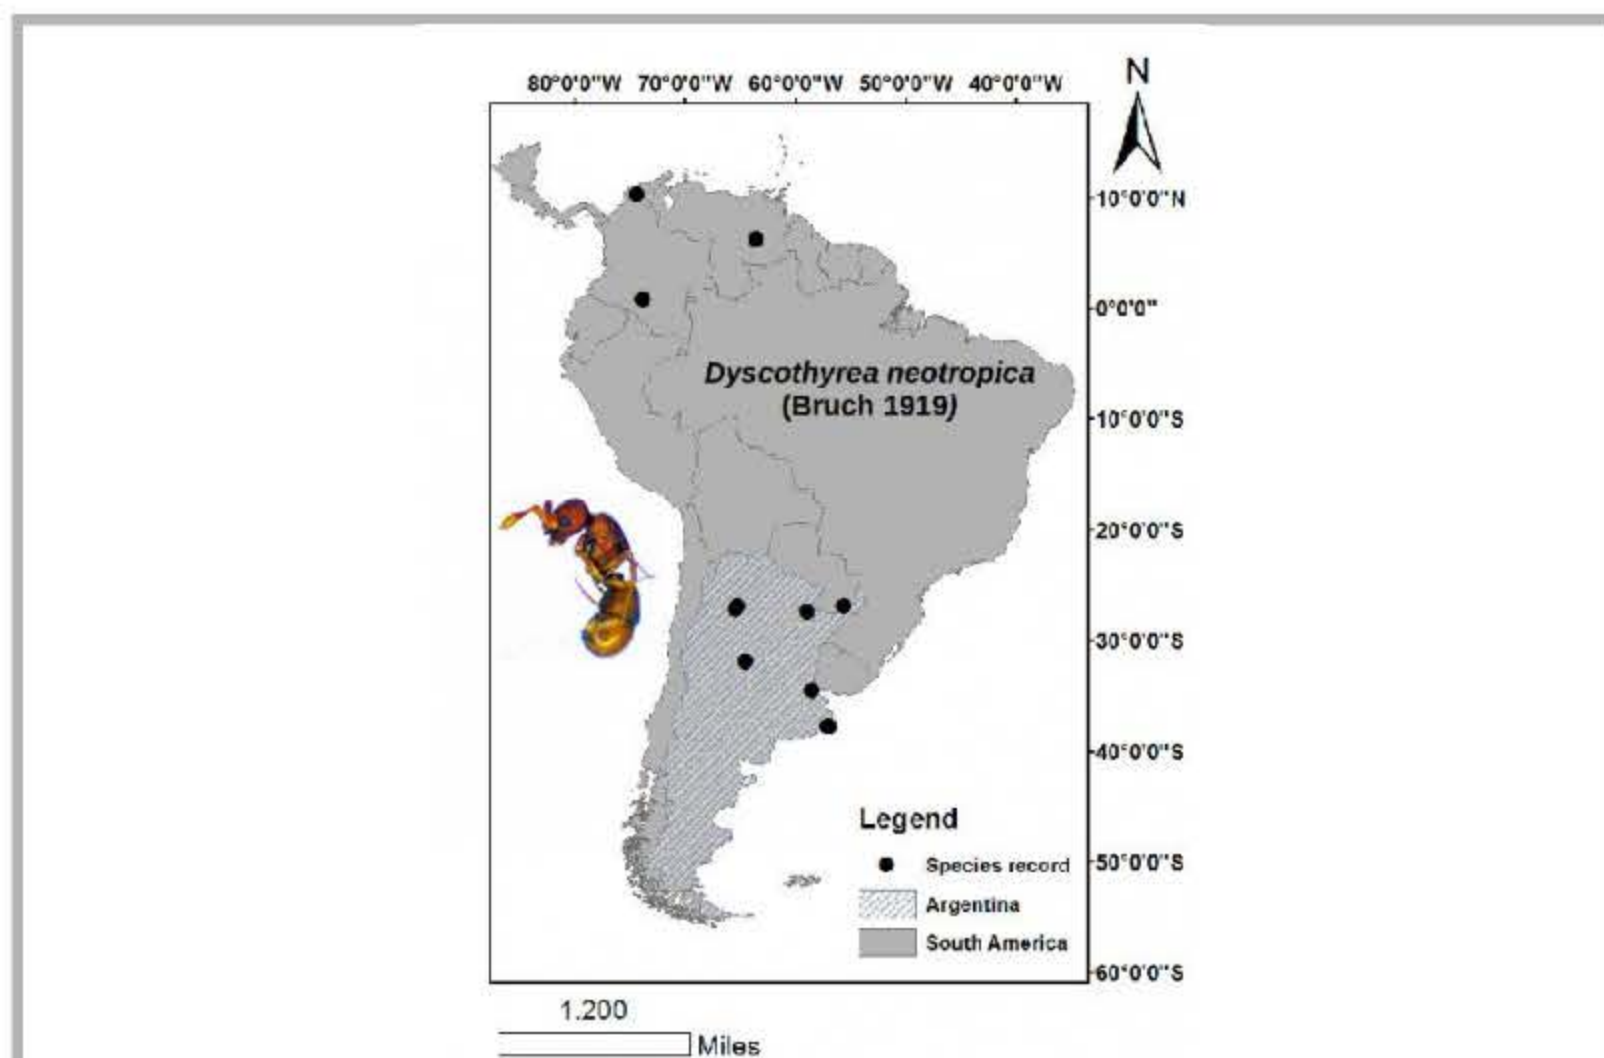 80°0'0"W 70°0'0"W 60°0'0"W 50°0'0"W 40°0'0"W
N
10°0'0"N
0°0'0"
Dyscothyrea neotropica
(Bruch 1919)
10°0'0"S
20°0'0"S
30°0'0"S
40°0'0"S
Legend
Species record
50°0'0"S
Argentina
South America
60°0'0"S
1.200
Miles